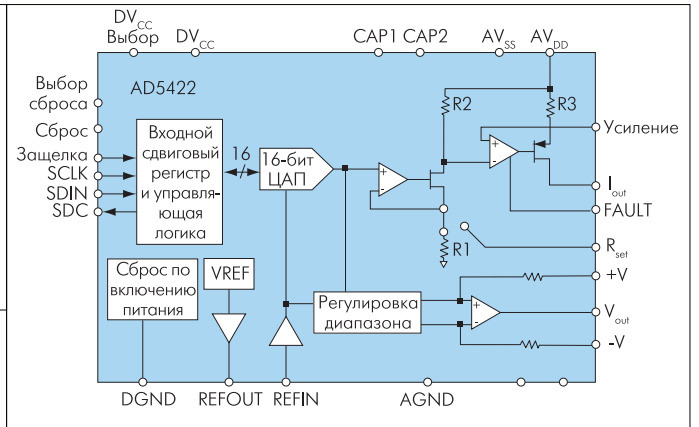 DVCC
Выбор
DVCC
CAP1
CAP2
AVSS
AVDD
Выбор
сброса
Сброс
Защелка
SCLK
SDIN
SDC
AD5422
Входной
сдвиговый
регистр
и управля-
ющая
логика
16
16-бит
ЦАП
R2
R3
+
-
+
-
R1
Усиление
Iout
FAULT
Rset
+V
Vout
-V
Сброс по
включению
питания
VREF
Регулировка
диапазона
+
-
DGND
REFOUT
REFIN
AGND